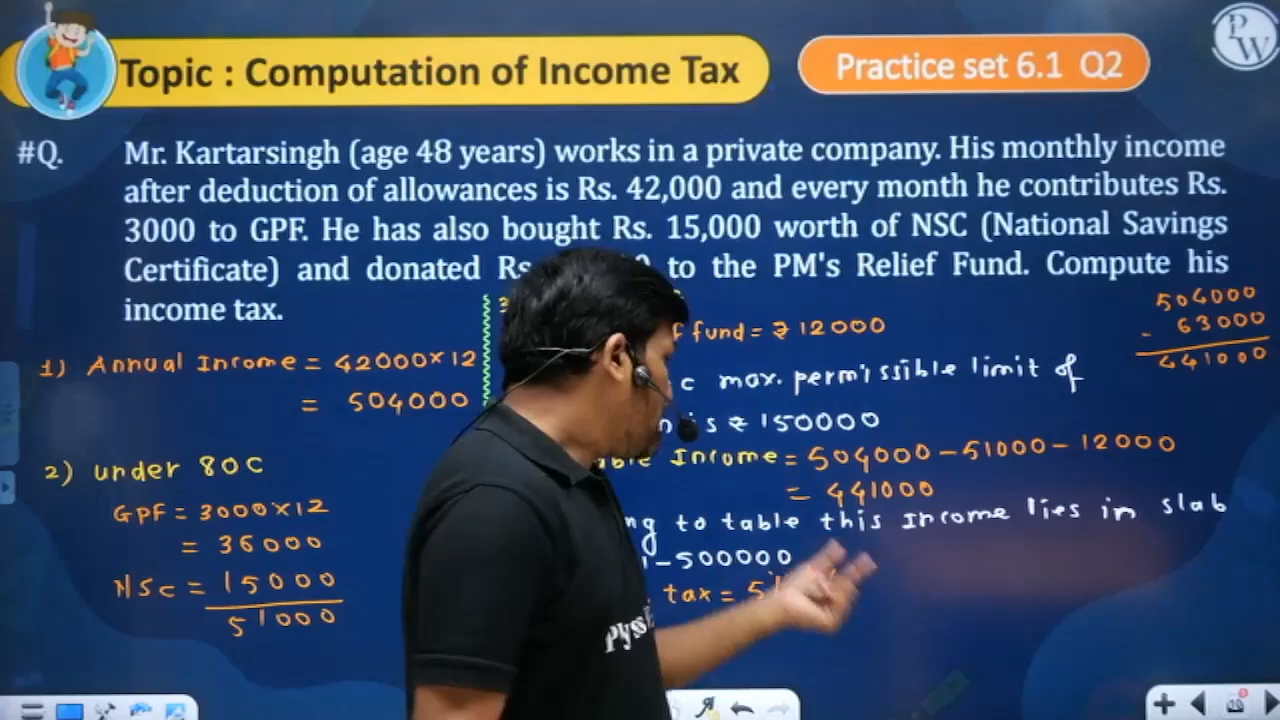 Topic : Computation of Income Tax
Practice set 6.1 Q2
PW
#Q. Mr. Kartarsingh (age 48 years) works in a private company. His monthly income
after deduction of allowances is Rs. 42,000 and every month he contributes Rs.
3000 to GPF. He has also bought Rs. 15,000 worth of NSC (National Savings
Certificate) and donated Rs to the PM's Relief Fund. Compute his
income tax.
1) Annual Income = 42000×12
= 504000
2) under 80C
GPF = 3000×12
= 36000
NSC = 15000
51000
fund = ₹ 12000
C max. permissible limit of
is ₹ 150000
Income = 504000 - 51000 - 12000
= 441000
to table this Income lies in slab
- 500000
tax = 5
504000
- 63000
441000